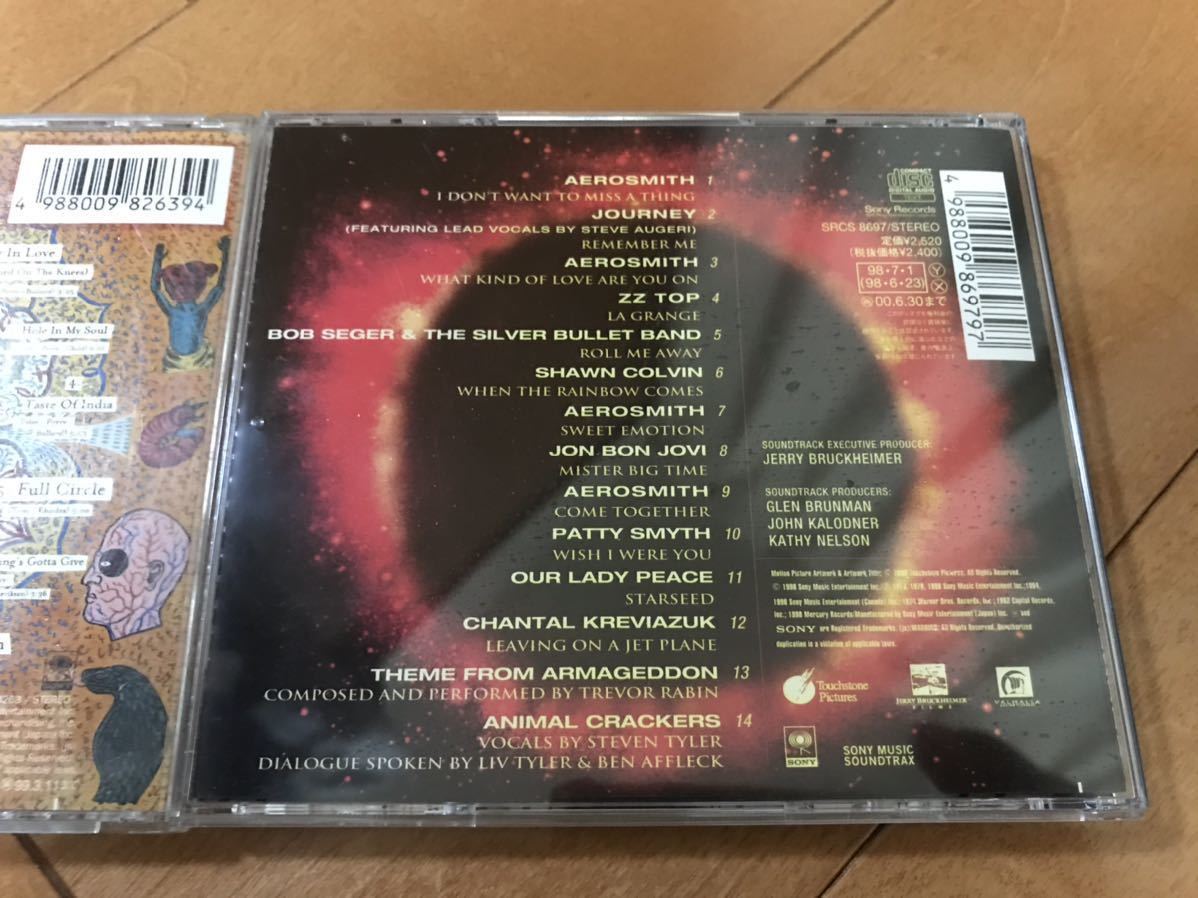 4 988009 826394
In Love
Hole In My Soul
4
Taste Of India
Full Circle
Gotta Give
AEROSMITH 1
I DON'T WANT TO MISS A THING
JOURNEY 2
(FEATURING LEAD VOCALS BY STEVE AUGERI)
REMEMBER ME
AEROSMITH 3
WHAT KIND OF LOVE ARE YOU ON
ZZ TOP 4
LA GRANGE
BOB SEGER & THE SILVER BULLET BAND 5
ROLL ME AWAY
SHAWN COLVIN 6
WHEN THE RAINBOW COMES
AEROSMITH 7
SWEET EMOTION
JON BON JOVI 8
MISTER BIG TIME
AEROSMITH 9
COME TOGETHER
PATTY SMYTH 10
WISH I WERE YOU
OUR LADY PEACE 11
STARSEED
CHANTAL KREVIAZUK 12
LEAVING ON A JET PLANE
THEME FROM ARMAGEDDON 13
COMPOSED AND PERFORMED BY TREVOR RABIN
ANIMAL CRACKERS 14
VOCALS BY STEVEN TYLER
DIALOGUE SPOKEN BY LIV TYLER & BEN AFFLECK
COMPACT
disc
DIGITAL AUDIO
TEXT
Sony Records
SRCS 8697/STEREO
定価¥2,520
(税抜価格¥2,400)
98・7・1 Ⓨ
(98・6・23) Ⓧ
00.6.30まで
4 988009 869797
SOUNDTRACK EXECUTIVE PRODUCER:
JERRY BRUCKHEIMER
SOUNDTRACK PRODUCERS:
GLEN BRUNMAN
JOHN KALODNER
KATHY NELSON
Touchstone
Pictures
JERRY BRUCKHEIMER
FILMS
VALHALLA
SONY
SONY MUSIC
SOUNDTRAX